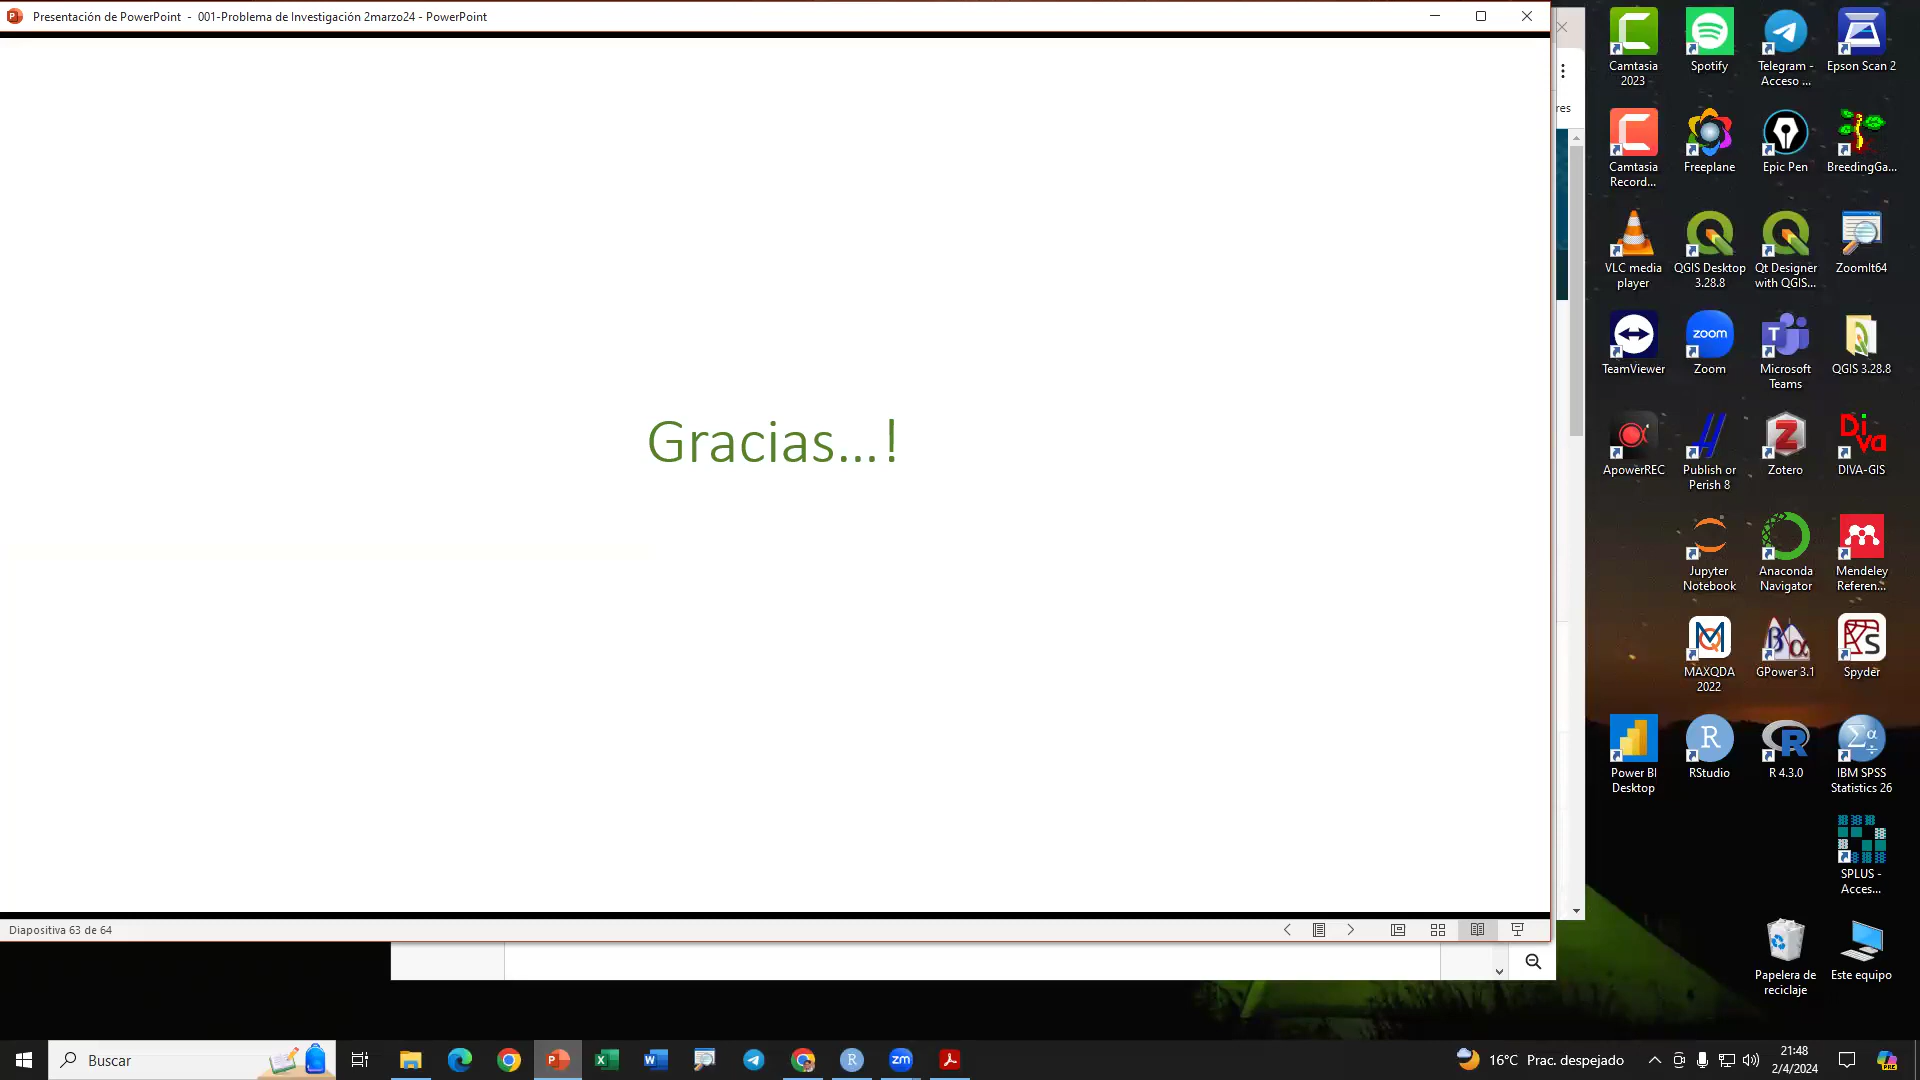 Presentación de PowerPoint - 001-Problema de Investigación 2marzo24 - PowerPoint
res
Gracias...!
Diapositiva 63 de 64
Camtasia
2023
Spotify
Telegram -
Acceso ...
Epson Scan 2
Camtasia
Record...
Freeplane
Epic Pen
BreedingGa...
VLC media
player
QGIS Desktop
3.28.8
Qt Designer
with QGIS...
ZoomIt64
TeamViewer
zoom
Zoom
Microsoft
Teams
QGIS 3.28.8
ApowerREC
Publish or
Perish 8
Zotero
DIVA-GIS
Jupyter
Notebook
Anaconda
Navigator
Mendeley
Referen...
MAXQDA
2022
GPower 3.1
Spyder
Power BI
Desktop
RStudio
R 4.3.0
IBM SPSS
Statistics 26
SPLUS -
Acces...
Papelera de
reciclaje
Este equipo
Buscar
zm
16°C Prac. despejado
21:48
2/4/2024